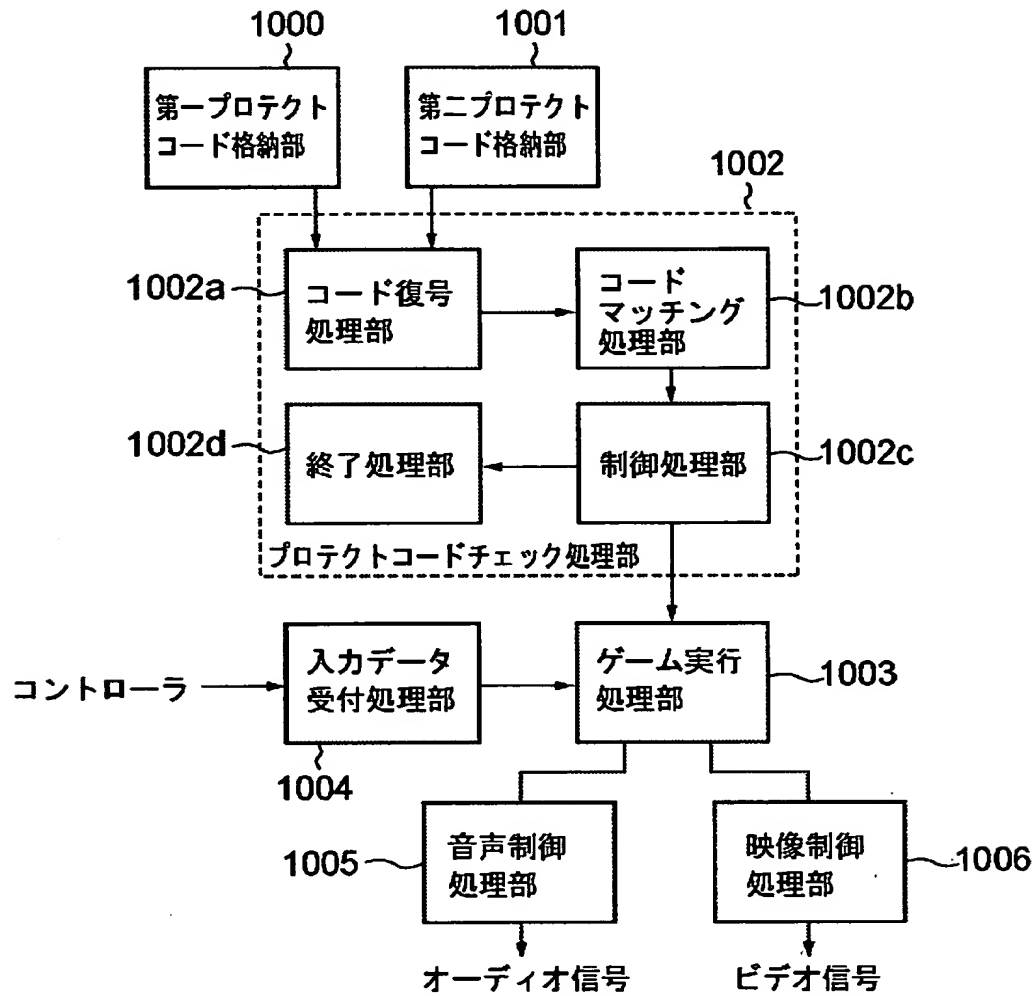 1000
1001
第一プロテクト
コード格納部
第二プロテクト
コード格納部
1002
1002a
コード復号
処理部
コード
マッチング
処理部
1002b
1002d
終了処理部
制御処理部
1002c
プロテクトコードチェック処理部
コントローラ
入力データ
受付処理部
ゲーム実行
処理部
1003
1004
1005
音声制御
処理部
映像制御
処理部
1006
オーディオ信号
ビデオ信号